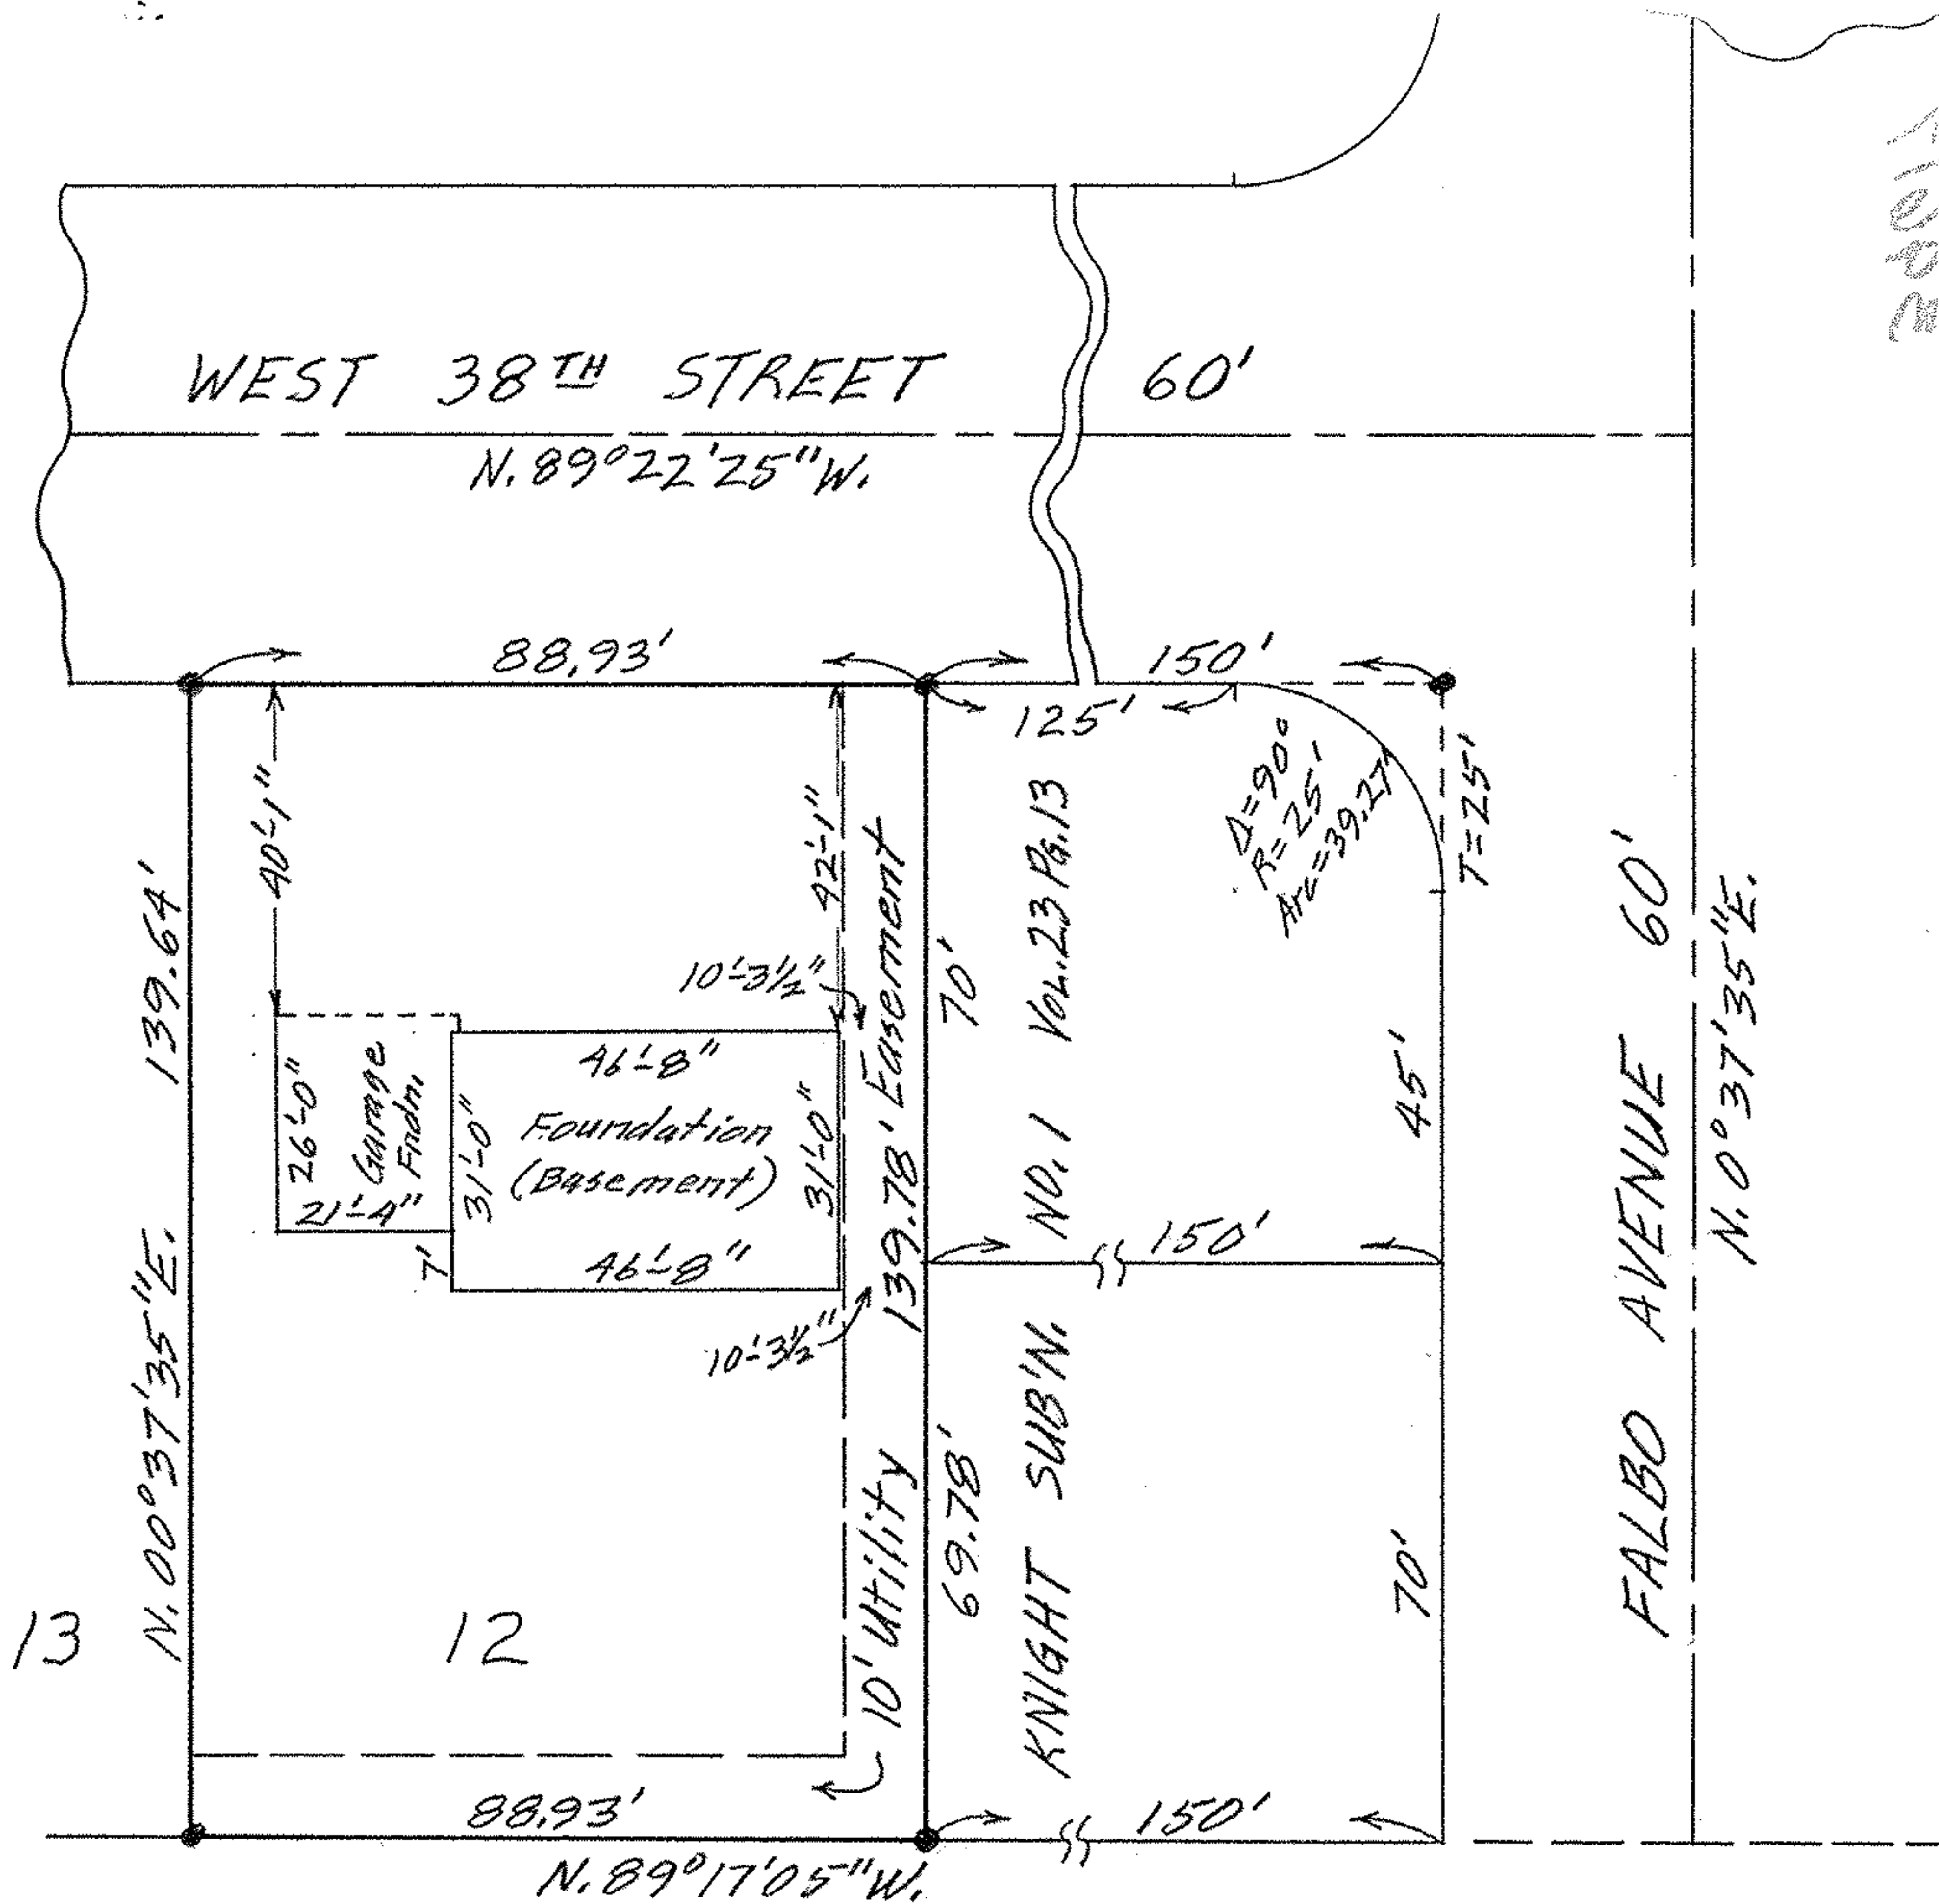 WEST 38TH STREET 60'
N. 89°22'25"W.
88.93'
150'
125'
Δ=90°
R=25'
Arc=39.27'
T=25'
40'-1"
42'-1"
139.64'
N. 00°37'35"E.
10'-3½"
46'-8"
Foundation
(Basement)
46'-8"
31'-0"
31'-0"
26'-0"
Garage
Fndn.
21'-4"
7'
10'-3½"
10' Utility Easement
139.78'
70'
69.78'
KNIGHT SUB'N. NO. 1 VOL. 23 PG. 13
150'
45'
70'
FALBO AVENUE 60'
N. 0°37'35"E.
13
12
88.93'
150'
N. 89°17'05"W.